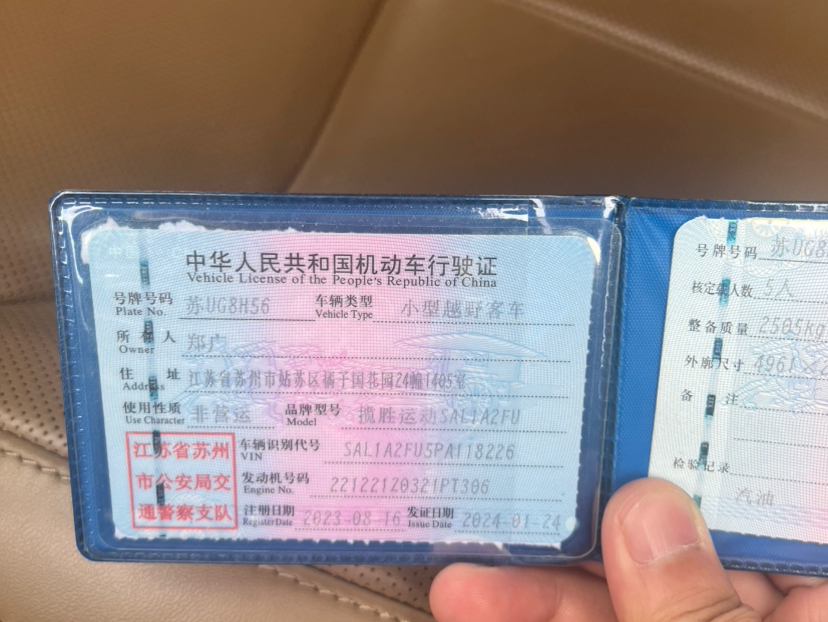 中华人民共和国机动车行驶证
Vehicle License of the People's Republic of China
号牌号码 苏UG8H56 车辆类型 小型越野客车
Plate No. Vehicle Type
所有人 郑广
Owner
住址 江苏省苏州市姑苏区橘子国花园24幢1405室
Address
使用性质 非营运 品牌型号 揽胜运动SAL1A2FU
Use Character Model
江苏省苏州
市公安局交
通警察支队
车辆识别代号 SAL1A2FU5PA118226
VIN
发动机号码 221221Z0321PT306
Engine No.
注册日期 2023-08-16 发证日期 2024-01-24
Register Date Issue Date
号牌号码 苏UG8
核定载人数 5人
整备质量 2505kg
外廓尺寸 4961×2
备注
检验记录
汽油